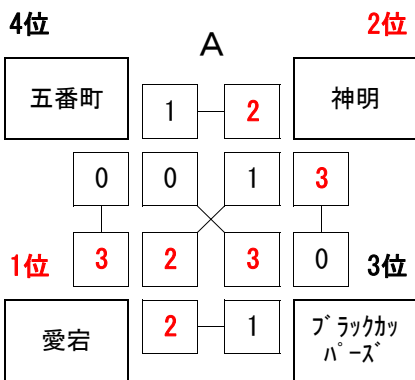 4位 2位
A
五番町 1 2 神明
0 0 1 3
3 2 3 0
1位 3位
愛宕 2 1 ブラックカッ
パーズ